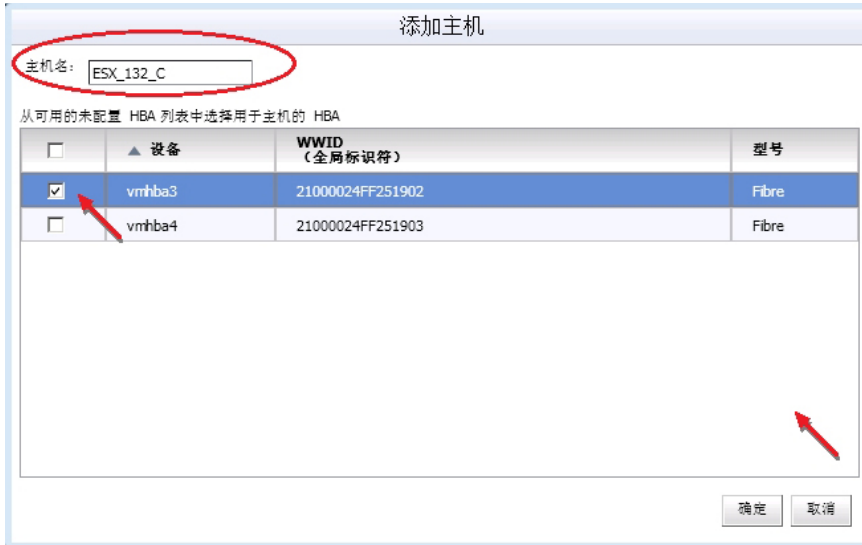 添加主机
主机名： ESX_132_C
从可用的未配置 HBA 列表中选择用于主机的 HBA
设备 WWID （全局标识符） 型号
vmhba3 21000024FF251902 Fibre
vmhba4 21000024FF251903 Fibre
确定 取消